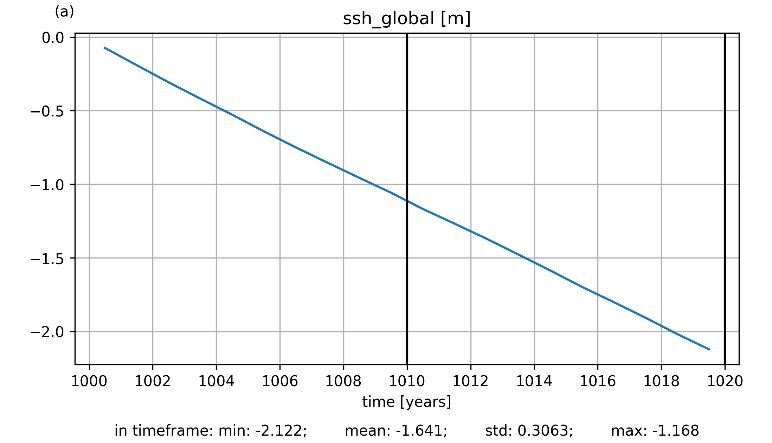 (a)
ssh_global [m]
0.0
−0.5
−1.0
−1.5
−2.0
1000 1002 1004 1006 1008 1010 1012 1014 1016 1018 1020
time [years]
in timeframe: min: -2.122; mean: -1.641; std: 0.3063; max: -1.168